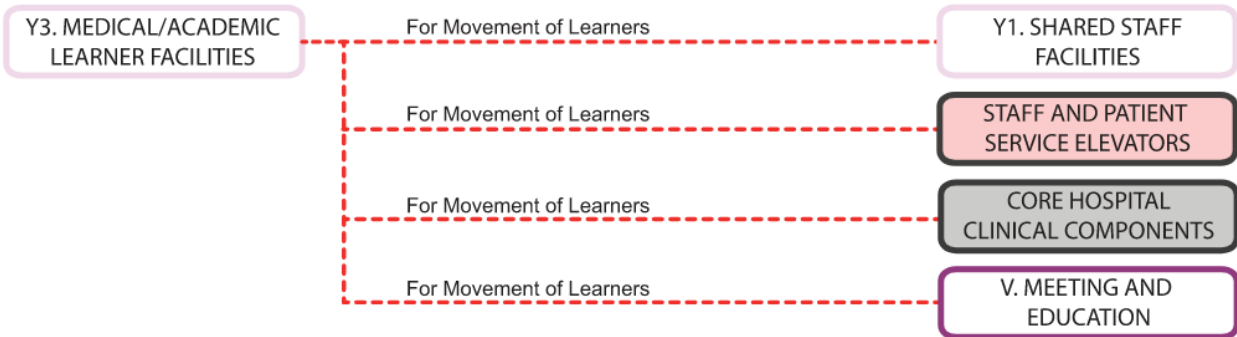 Y3. MEDICAL/ACADEMIC
LEARNER FACILITIES
For Movement of Learners
Y1. SHARED STAFF
FACILITIES
For Movement of Learners
STAFF AND PATIENT
SERVICE ELEVATORS
For Movement of Learners
CORE HOSPITAL
CLINICAL COMPONENTS
For Movement of Learners
V. MEETING AND
EDUCATION